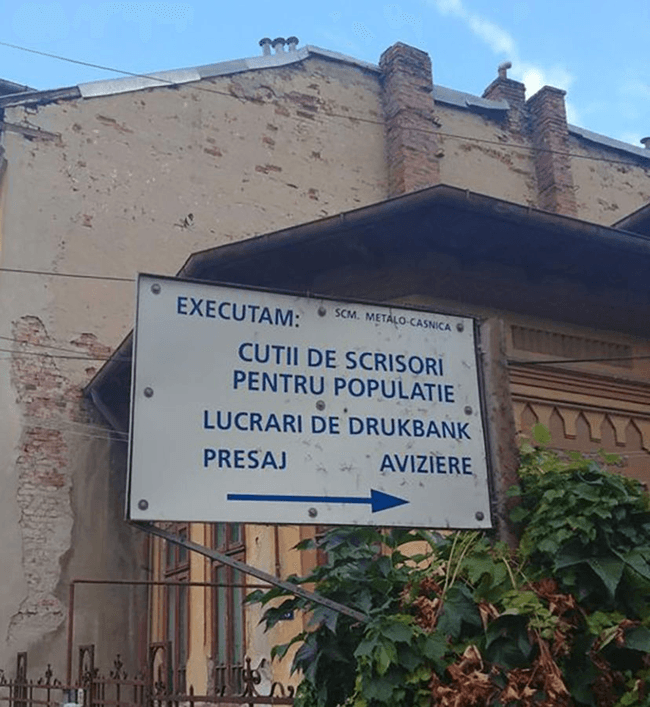 EXECUTAM: SCM. METALO-CASNICA
CUTII DE SCRISORI
PENTRU POPULATIE
LUCRARI DE DRUKBANK
PRESAJ AVIZIERE